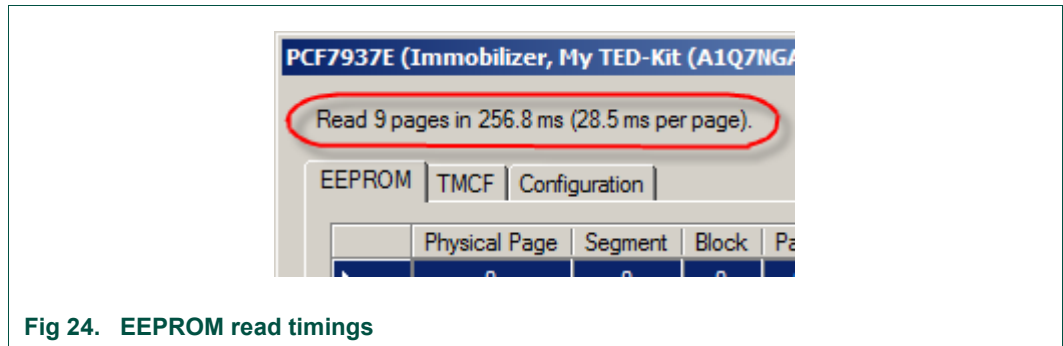 PCF7937E (Immobilizer, My TED-Kit (A1Q7NGA
Read 9 pages in 256.8 ms (28.5 ms per page).
EEPROM TMCF Configuration
Physical Page Segment Block
Fig 24. EEPROM read timings